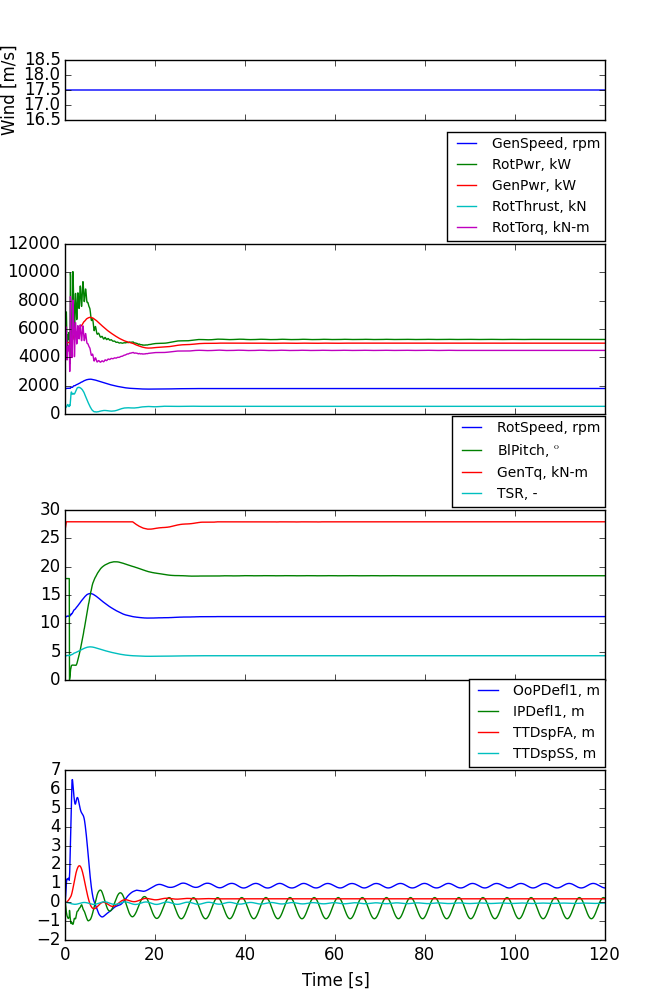 Wind [m/s]
18.5
18.0
17.5
17.0
16.5
GenSpeed, rpm
RotPwr, kW
GenPwr, kW
RotThrust, kN
RotTorq, kN-m
12000
10000
8000
6000
4000
2000
0
RotSpeed, rpm
BlPitch, °
GenTq, kN-m
TSR, -
30
25
20
15
10
5
0
OoPDefl1, m
IPDefl1, m
TTDspFA, m
TTDspSS, m
7
6
5
4
3
2
1
0
−1
−2
0 20 40 60 80 100 120
Time [s]